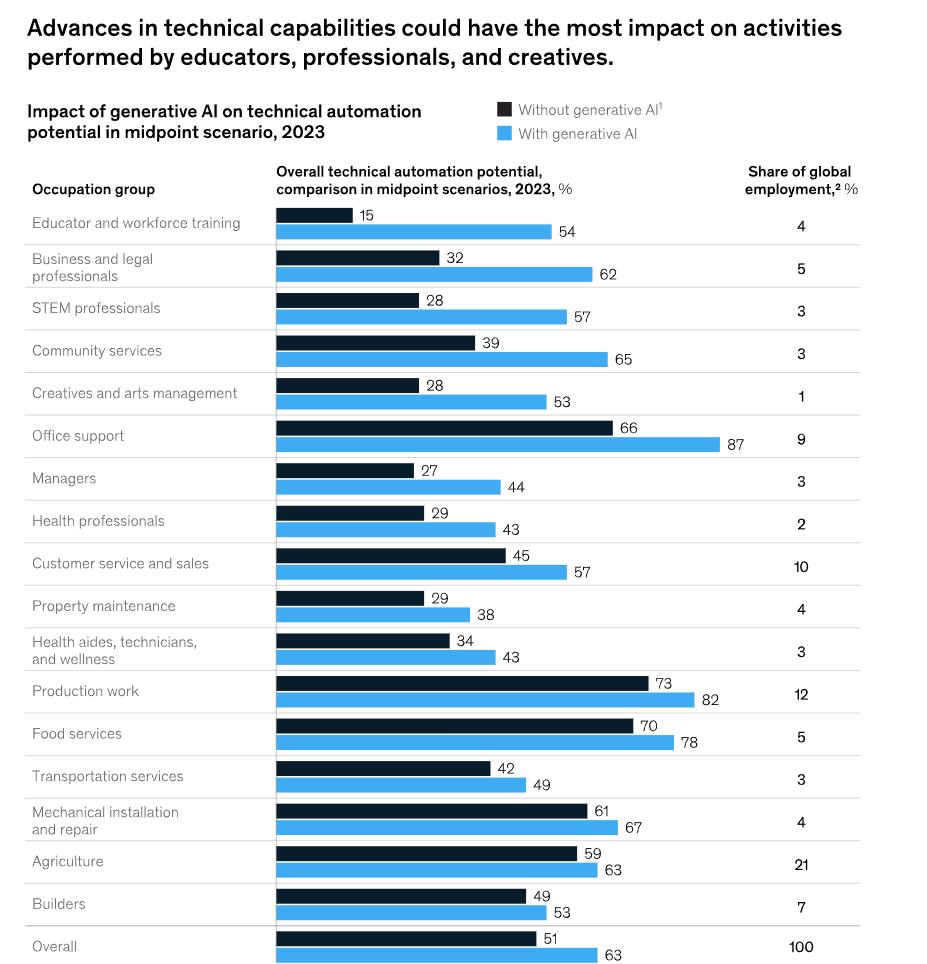 Advances in technical capabilities could have the most impact on activities
performed by educators, professionals, and creatives.
Impact of generative AI on technical automation
potential in midpoint scenario, 2023
Without generative AI¹
With generative AI
Occupation group
Overall technical automation potential,
comparison in midpoint scenarios, 2023, %
Share of global
employment,² %
Educator and workforce training 15 54 4
Business and legal
professionals 32 62 5
STEM professionals 28 57 3
Community services 39 65 3
Creatives and arts management 28 53 1
Office support 66 87 9
Managers 27 44 3
Health professionals 29 43 2
Customer service and sales 45 57 10
Property maintenance 29 38 4
Health aides, technicians,
and wellness 34 43 3
Production work 73 82 12
Food services 70 78 5
Transportation services 42 49 3
Mechanical installation
and repair 61 67 4
Agriculture 59 63 21
Builders 49 53 7
Overall 51 63 100